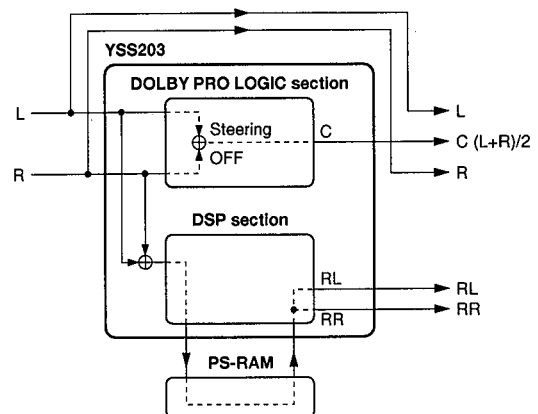 YSS203
DOLBY PRO LOGIC section
L
Steering
C
L
C (L+R)/2
OFF
R
R
DSP section
RL
RL
RR
RR
PS-RAM